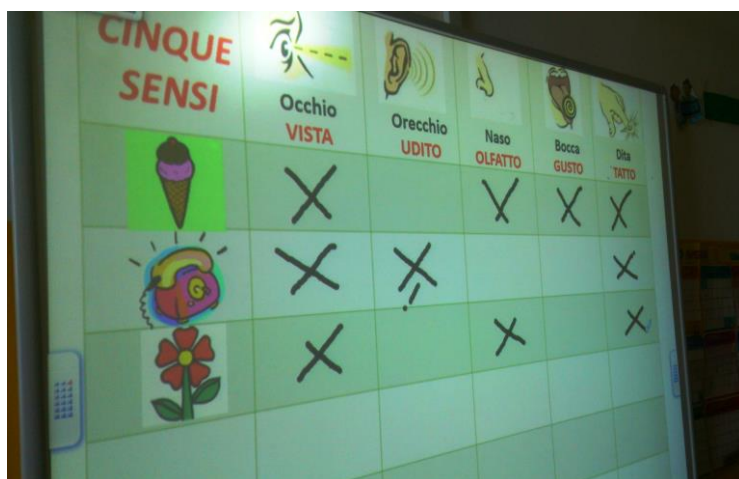 CINQUE
SENSI
Occhio
VISTA
Orecchio
UDITO
Naso
OLFATTO
Bocca
GUSTO
Dita
TATTO
X X X X
X X X
X X X